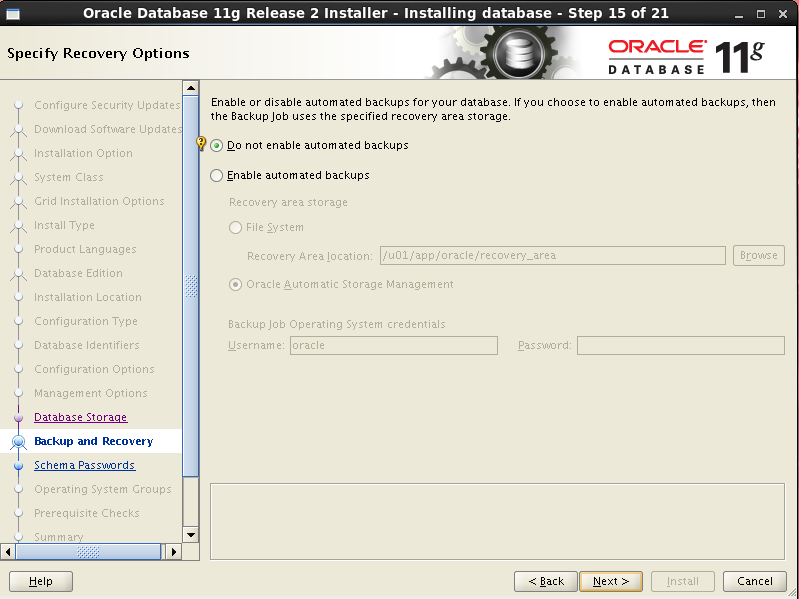 Oracle Database 11g Release 2 Installer - Installing database - Step 15 of 21
Specify Recovery Options
ORACLE
DATABASE
11g
Configure Security Updates
Download Software Updates
Installation Option
System Class
Grid Installation Options
Install Type
Product Languages
Database Edition
Installation Location
Configuration Type
Database Identifiers
Configuration Options
Management Options
Database Storage
Backup and Recovery
Schema Passwords
Operating System Groups
Prerequisite Checks
Summary
Enable or disable automated backups for your database. If you choose to enable automated backups, then
the Backup Job uses the specified recovery area storage.
Do not enable automated backups
Enable automated backups
Recovery area storage
File System
Recovery Area location: /u01/app/oracle/recovery_area Browse
Oracle Automatic Storage Management
Backup Job Operating System credentials
Username: oracle Password:
Help < Back Next > Install Cancel